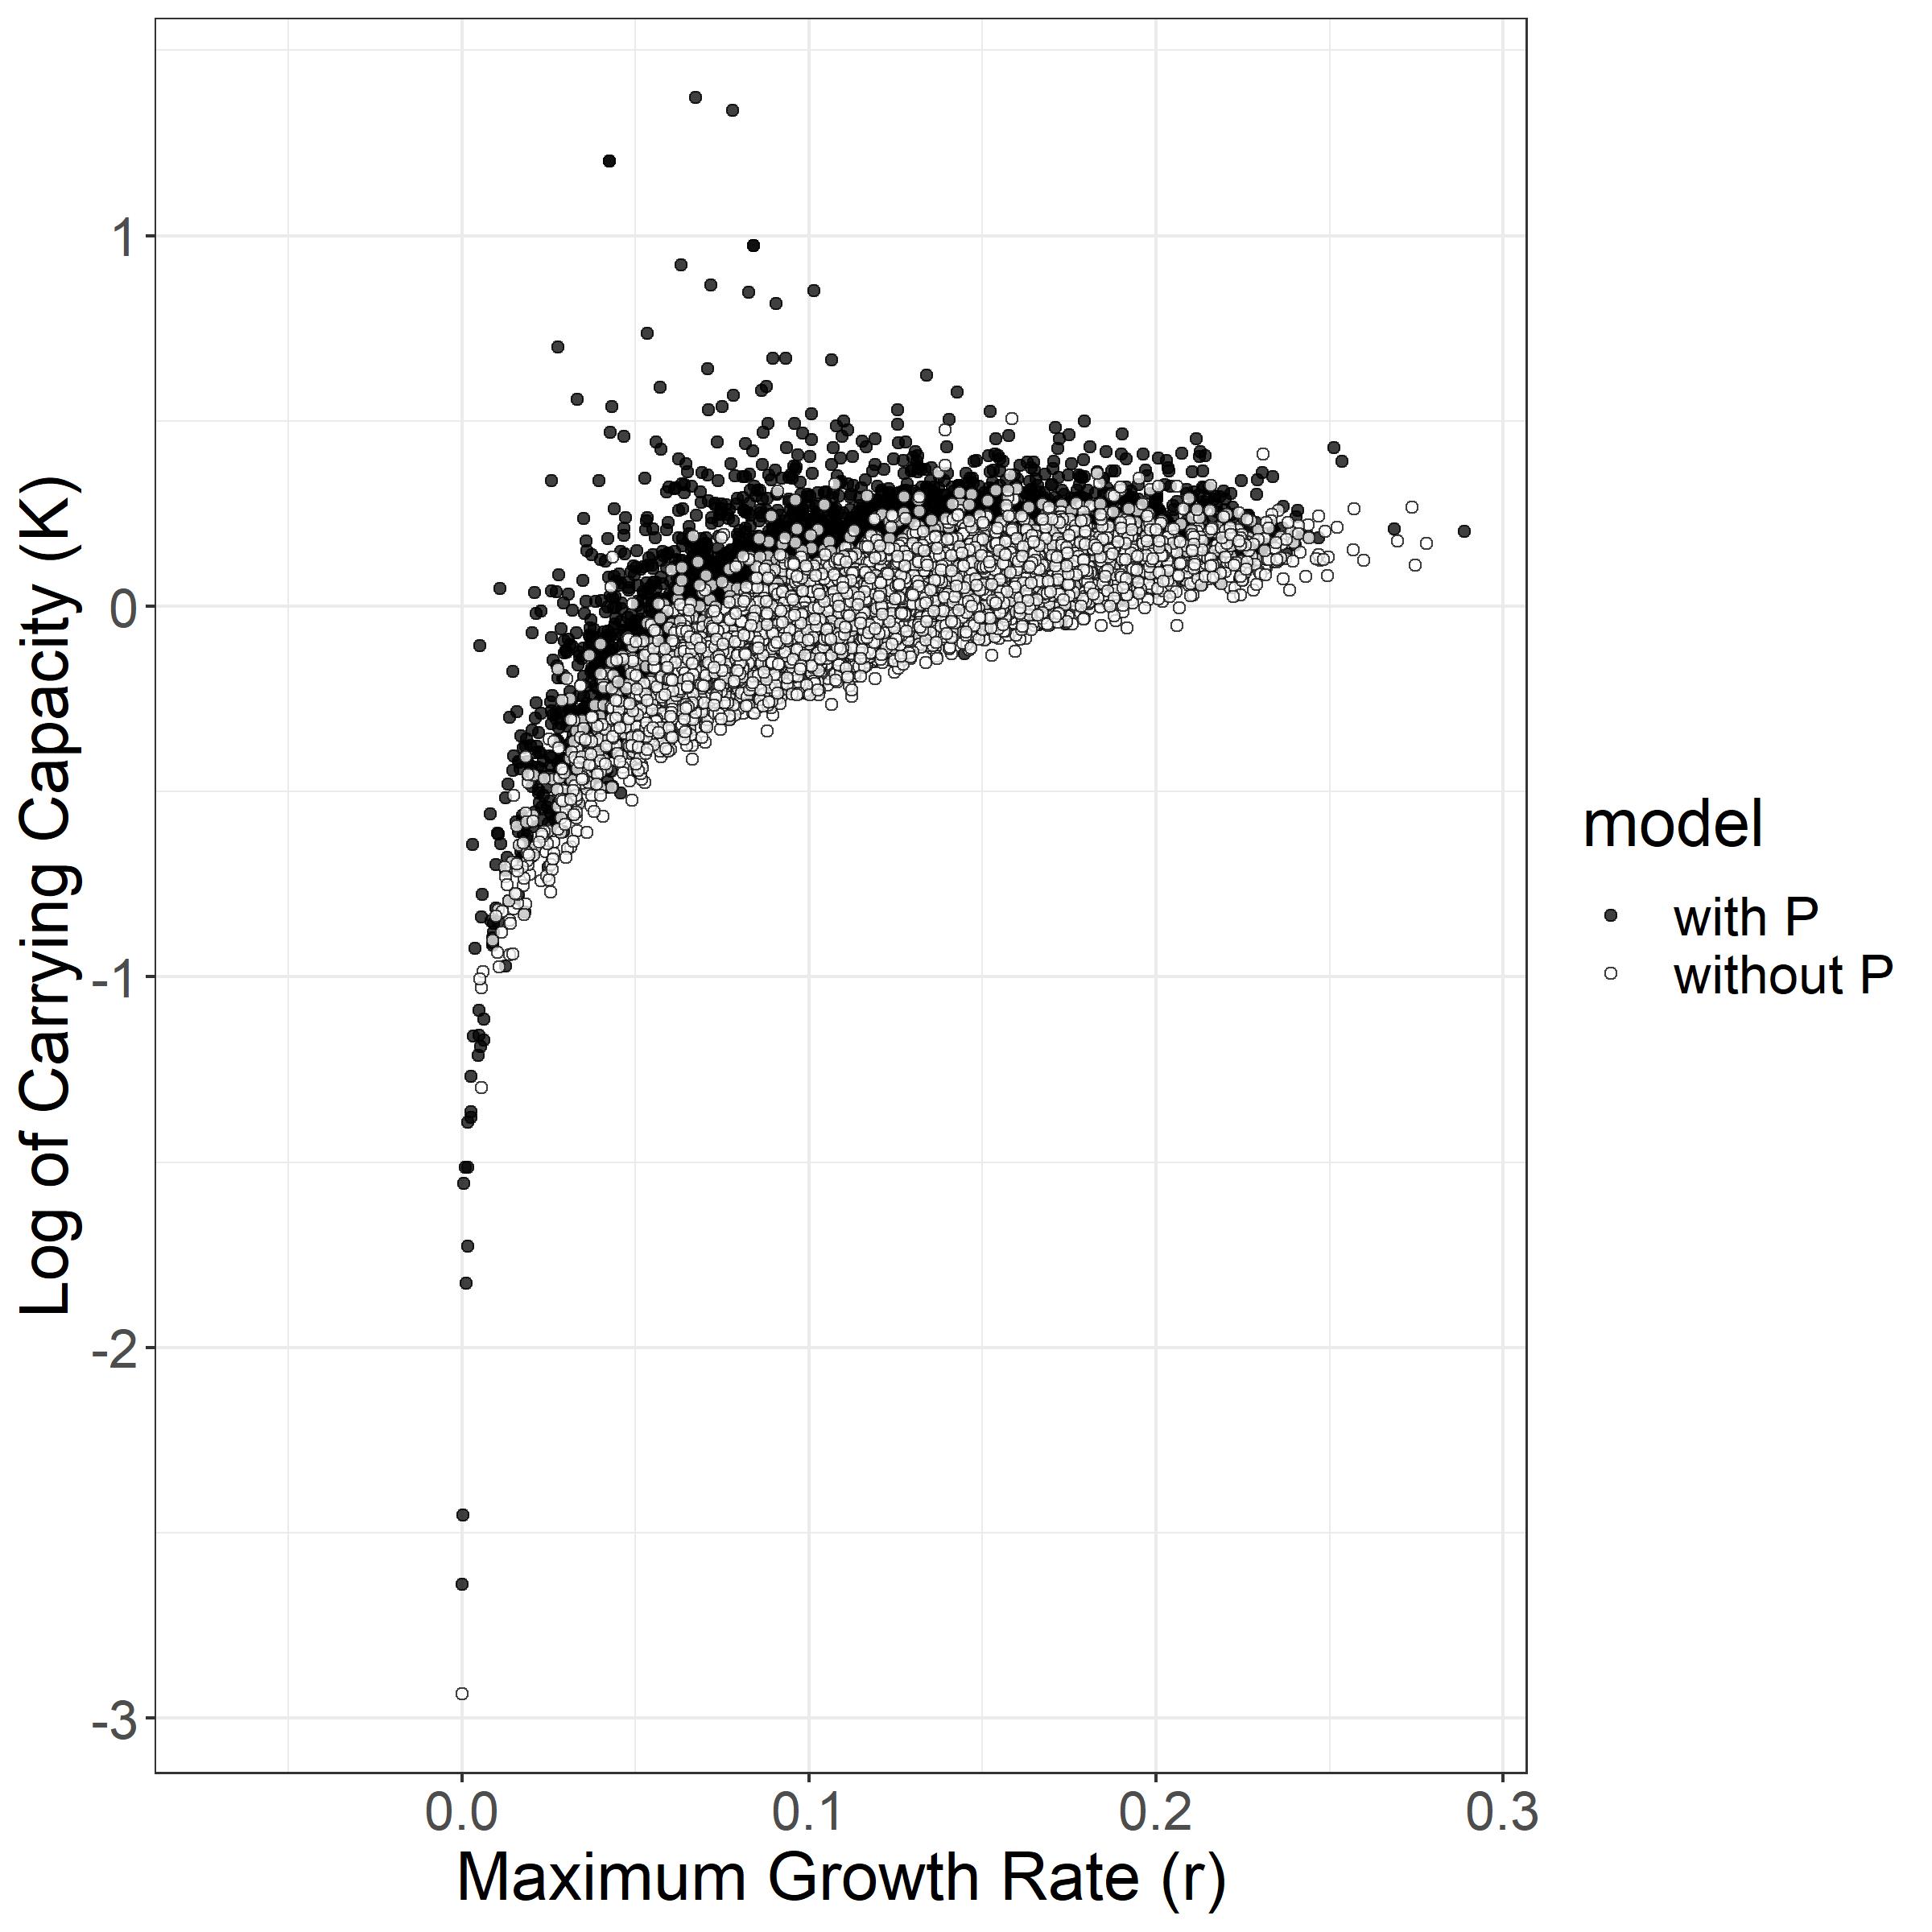 Log of Carrying Capacity (K)
1
0
-1
-2
-3
0.0
0.1
0.2
0.3
Maximum Growth Rate (r)
model
with P
without P